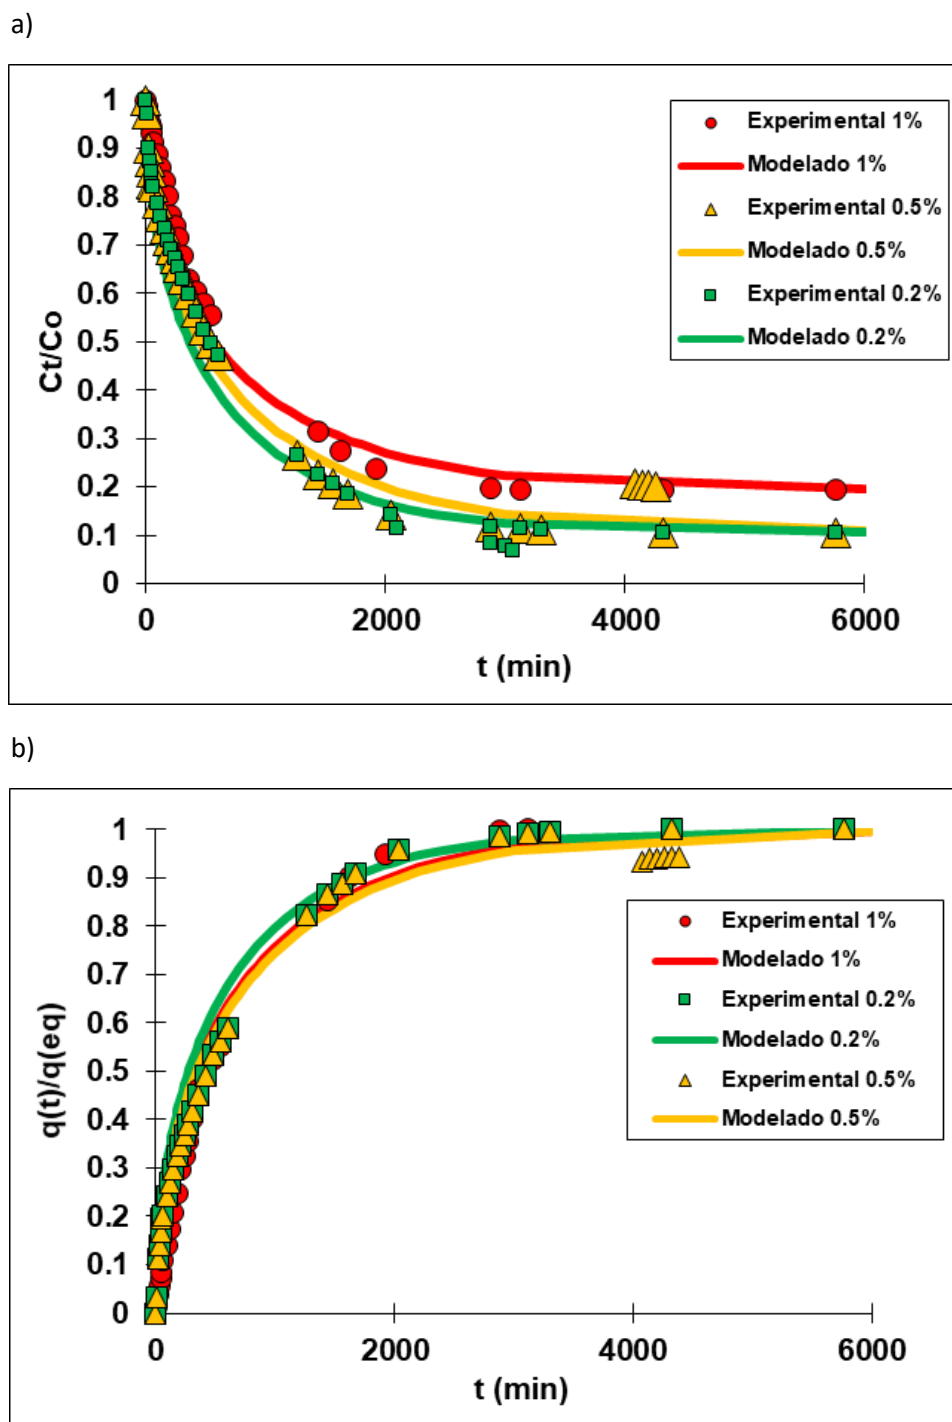 a)
1
0.9
0.8
0.7
0.6
0.5
0.4
0.3
0.2
0.1
0
Ct/Co
0 2000 4000 6000
t (min)
Experimental 1%
Modelado 1%
Experimental 0.5%
Modelado 0.5%
Experimental 0.2%
Modelado 0.2%
b)
1
0.9
0.8
0.7
0.6
0.5
0.4
0.3
0.2
0.1
0
q(t)/q(eq)
0 2000 4000 6000
t (min)
Experimental 1%
Modelado 1%
Experimental 0.2%
Modelado 0.2%
Experimental 0.5%
Modelado 0.5%